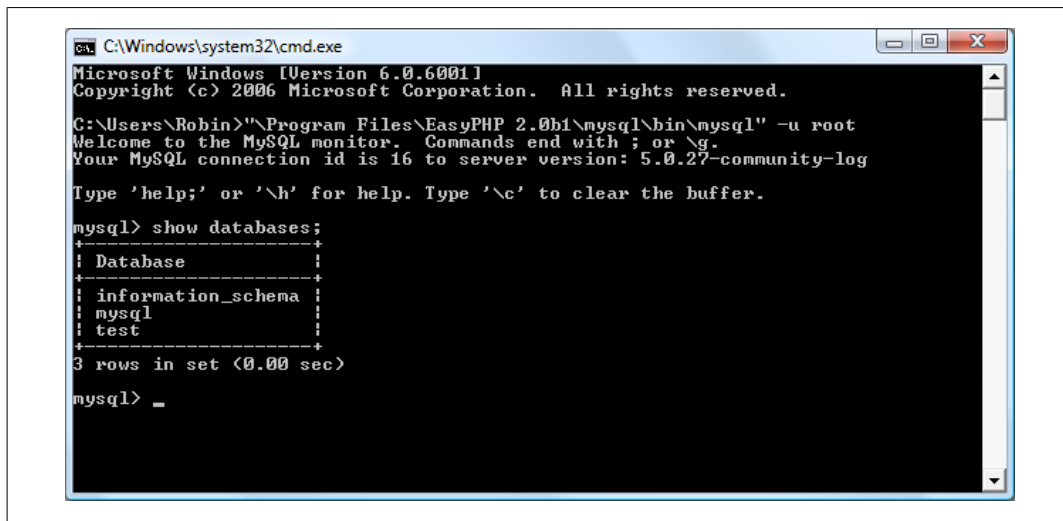 C:\Windows\system32\cmd.exe
Microsoft Windows [Version 6.0.6001]
Copyright (c) 2006 Microsoft Corporation.  All rights reserved.
C:\Users\Robin>"\Program Files\EasyPHP 2.0b1\mysql\bin\mysql" -u root
Welcome to the MySQL monitor.  Commands end with ; or \g.
Your MySQL connection id is 16 to server version: 5.0.27-community-log
Type 'help;' or '\h' for help. Type '\c' to clear the buffer.
mysql> show databases;
+--------------------+
| Database           |
+--------------------+
| information_schema |
| mysql              |
| test               |
+--------------------+
3 rows in set (0.00 sec)
mysql> _